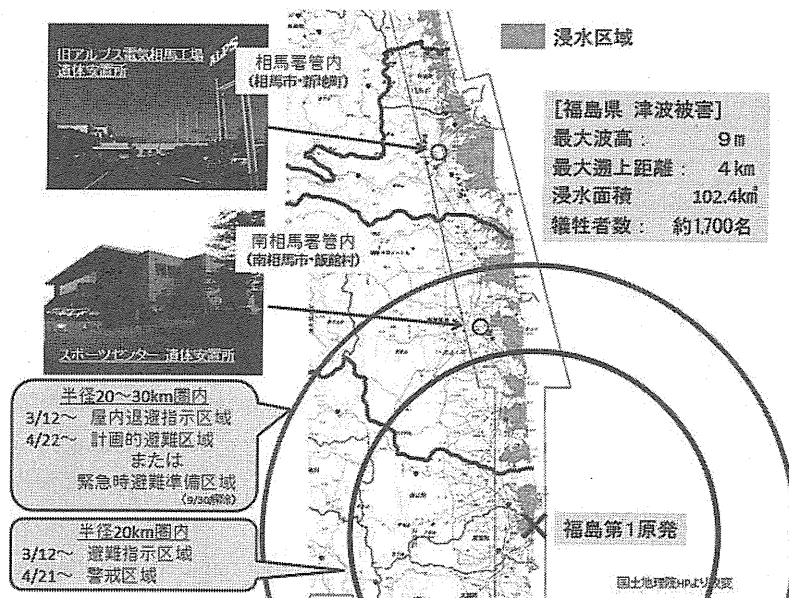 旧アルプス電気相馬工場
遺体安置所
ALPS
相馬署管内
(相馬市・新地町)
浸水区域
[福島県 津波被害]
最大波高: 9m
最大遡上距離: 4km
浸水面積 102.4k㎡
犠牲者数: 約1,700名
南相馬署管内
(南相馬市・飯館村)
スポーツセンター 遺体安置所
半径20〜30km圏内
3/12〜 屋内退避指示区域
4/22〜 計画的避難区域
または
緊急時避難準備区域
(9/30解除)
半径20km圏内
3/12〜 避難指示区域
4/21〜 警戒区域
福島第1原発
国土地理院HPより改変